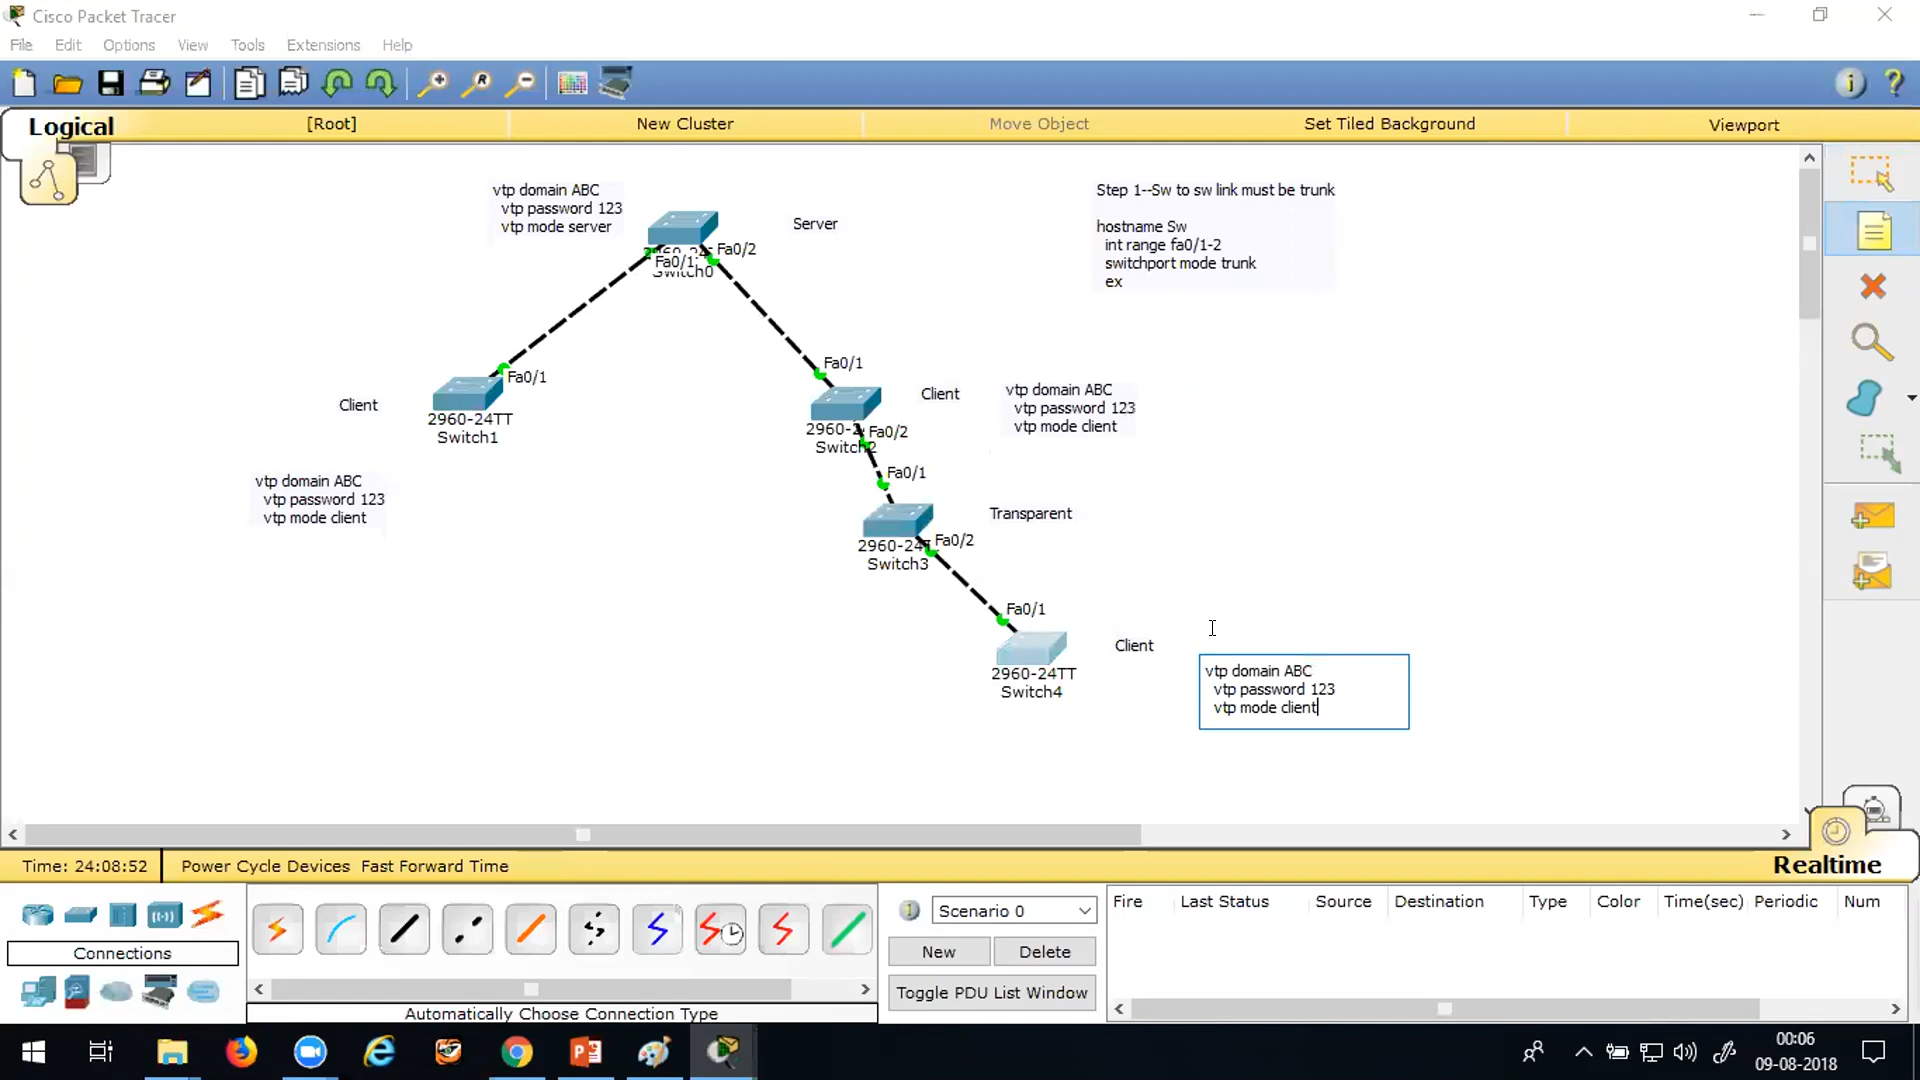 Cisco Packet Tracer
File Edit Options View Tools Extensions Help
Logical [Root] New Cluster Move Object Set Tiled Background Viewport
vtp domain ABC
vtp password 123
vtp mode server
Server
Fa0/2
Fa0/1
Switch0
Step 1--Sw to sw link must be trunk
hostname Sw
int range fa0/1-2
switchport mode trunk
ex
Fa0/1
Client
2960-24TT
Switch1
vtp domain ABC
vtp password 123
vtp mode client
Fa0/1
Client
Fa0/2
Switch2
vtp domain ABC
vtp password 123
vtp mode client
Fa0/1
Transparent
Fa0/2
Switch3
Fa0/1
Client
2960-24TT
Switch4
vtp domain ABC
vtp password 123
vtp mode client
Time: 24:08:52 Power Cycle Devices Fast Forward Time
Realtime
Connections
Automatically Choose Connection Type
Scenario 0
New Delete
Toggle PDU List Window
Fire Last Status Source Destination Type Color Time(sec) Periodic Num
00:06
09-08-2018